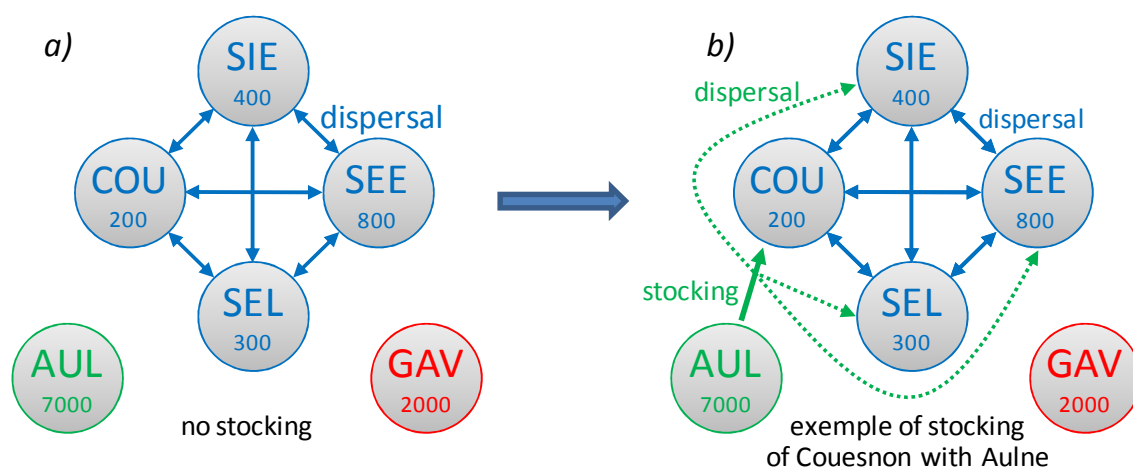 a)
SIE
400
dispersal
COU
200
SEE
800
SEL
300
AUL
7000
GAV
2000
no stocking
b)
SIE
400
dispersal
dispersal
COU
200
SEE
800
stocking
SEL
300
AUL
7000
GAV
2000
exemple of stocking
of Couesnon with Aulne